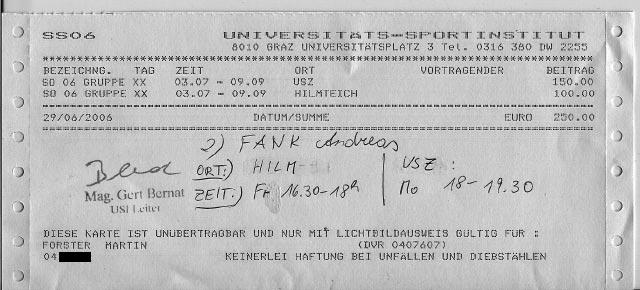 SS06 UNIVERSITÄTS-SPORTINSTITUT
8010 GRAZ UNIVERSITÄTSPLATZ 3 Tel. 0316 380 DW 2255
BEZEICHNG. TAG ZEIT ORT VORTRAGENDER BEITRAG
SO 06 GRUPPE XX 03.07 - 09.09 USZ 150.00
SO 06 GRUPPE XX 03.07 - 09.09 HILMTEICH 100.00
29/06/2006 DATUM/SUMME EURO 250.00
2) FANK Andreas
ORT:) HILM USZ :
ZEIT:) Fr 16.30-18h Mo 18-19.30
Mag. Gert Bernat
USI Leiter
DIESE KARTE IST UNÜBERTRAGBAR UND NUR MIT LICHTBILDAUSWEIS GÜLTIG FÜR :
FORSTER MARTIN (DVR 0407607)
04 KEINERLEI HAFTUNG BEI UNFÄLLEN UND DIEBSTÄHLEN